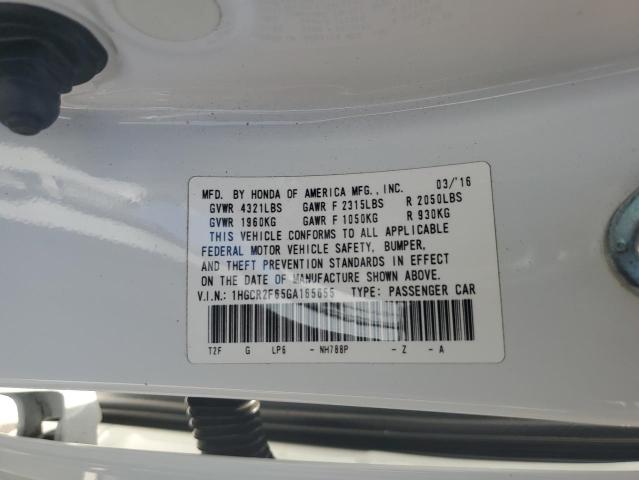 MFD. BY HONDA OF AMERICA MFG., INC. 03/'16
GVWR 4321LBS GAWR F 2315LBS R 2050LBS
GVWR 1960KG GAWR F 1050KG R 930KG
THIS VEHICLE CONFORMS TO ALL APPLICABLE
FEDERAL MOTOR VEHICLE SAFETY, BUMPER,
AND THEFT PREVENTION STANDARDS IN EFFECT
ON THE DATE OF MANUFACTURE SHOWN ABOVE.
V.I.N.: 1HGCR2F65GA165655 TYPE: PASSENGER CAR
T2F G LP6 - NH788P - Z - A